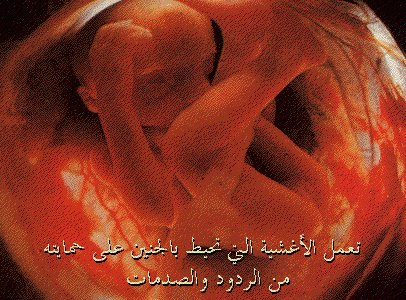 تعمل الأغشية التي تحيط بالجنين على حمايته
من الردود والصدمات